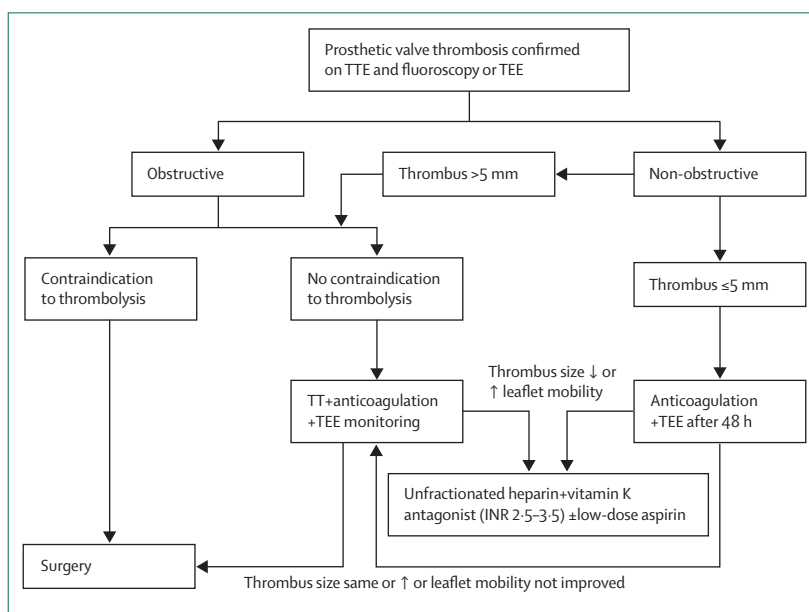 Prosthetic valve thrombosis confirmed
on TTE and fluoroscopy or TEE
Obstructive
Thrombus >5 mm
Non-obstructive
Contraindication
to thrombolysis
No contraindication
to thrombolysis
Thrombus ≤5 mm
Thrombus size ↓ or
↑ leaflet mobility
TT+anticoagulation
+TEE monitoring
Anticoagulation
+TEE after 48 h
Unfractionated heparin+vitamin K
antagonist (INR 2·5–3·5) ±low-dose aspirin
Surgery
Thrombus size same or ↑ or leaflet mobility not improved